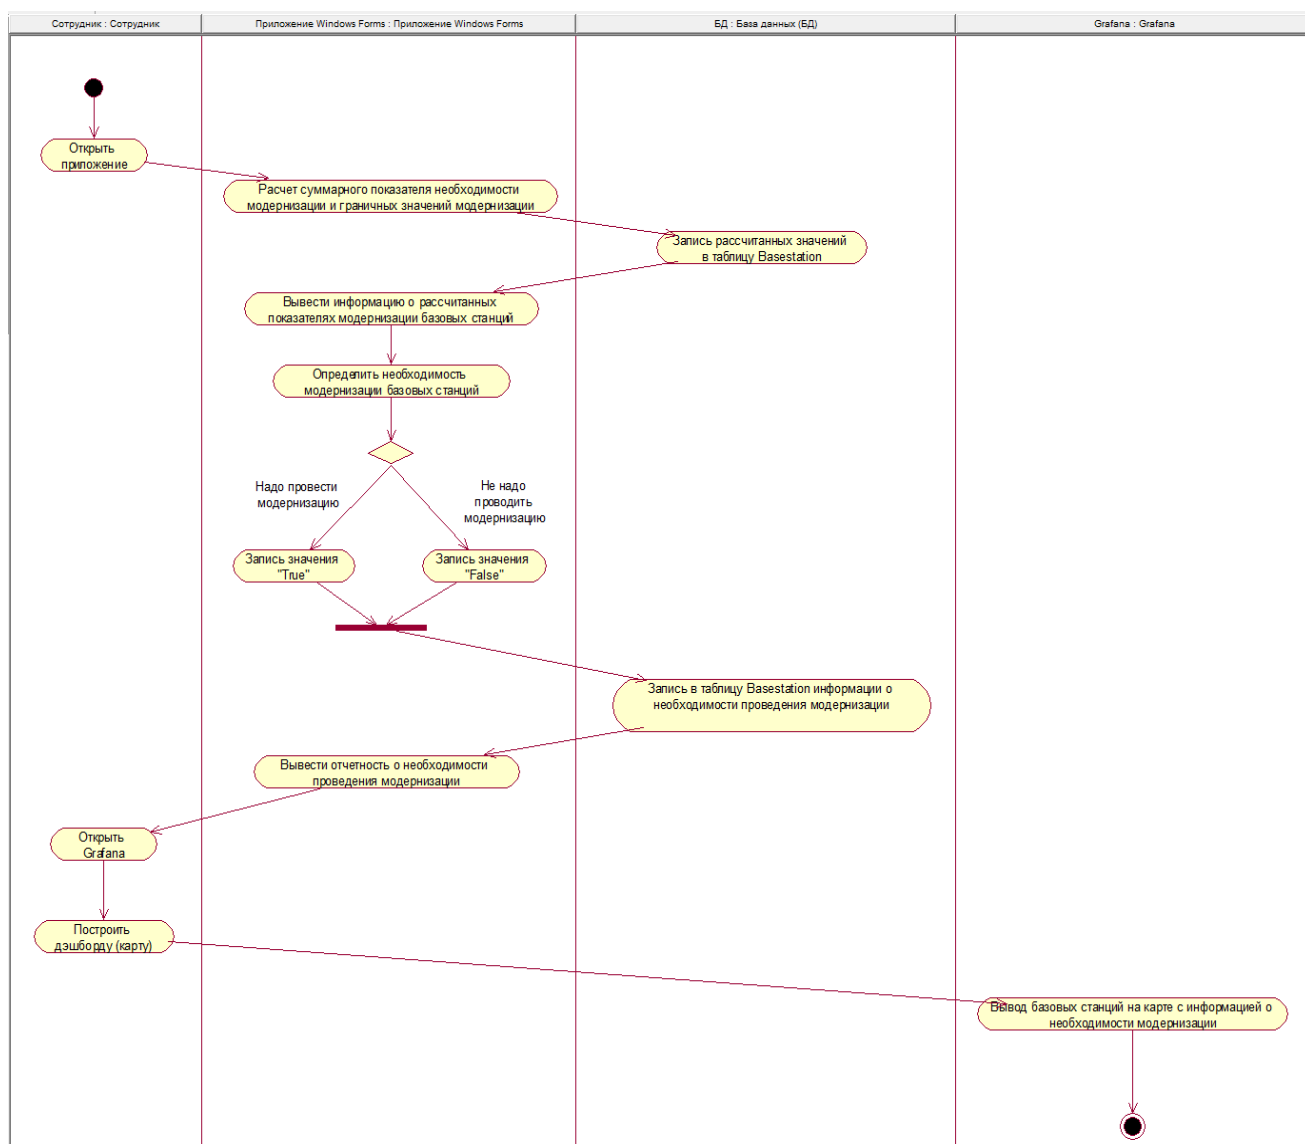 Сотрудник : Сотрудник
Приложение Windows Forms : Приложение Windows Forms
БД : База данных (БД)
Grafana : Grafana
Открыть
приложение
Расчет суммарного показателя необходимости
модернизации и граничных значений модернизации
Запись рассчитанных значений
в таблицу Basestation
Вывести информацию о рассчитанных
показателях модернизации базовых станций
Определить необходимость
модернизации базовых станций
Надо провести
модернизацию
Не надо
проводить
модернизацию
Запись значения
"True"
Запись значения
"False"
Запись в таблицу Basestation информации о
необходимости проведения модернизации
Вывести отчетность о необходимости
проведения модернизации
Открыть
Grafana
Построить
дэшборду (карту)
Вывод базовых станций на карте с информацией о
необходимости модернизации